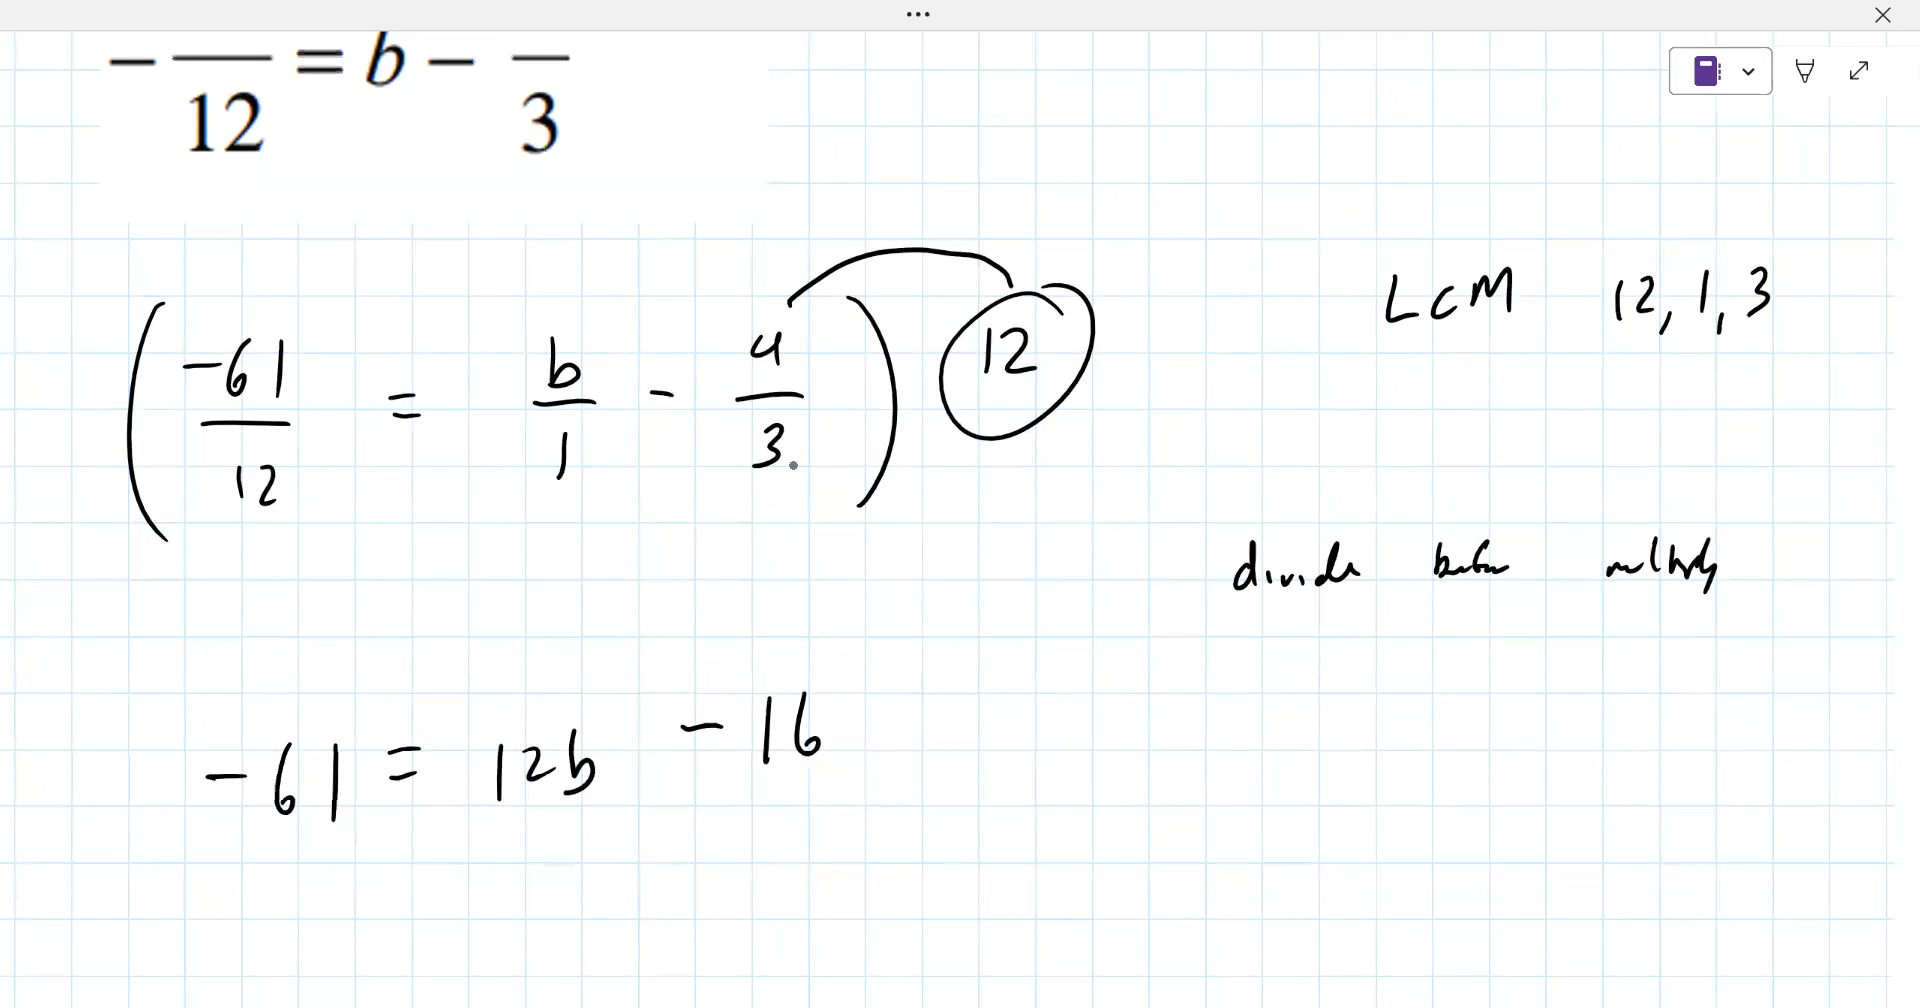 - /12 = b - /3
LCM 12, 1, 3
( -61/12 = b/1 - 4/3 ) 12
divide before multiply
-61 = 12b - 16